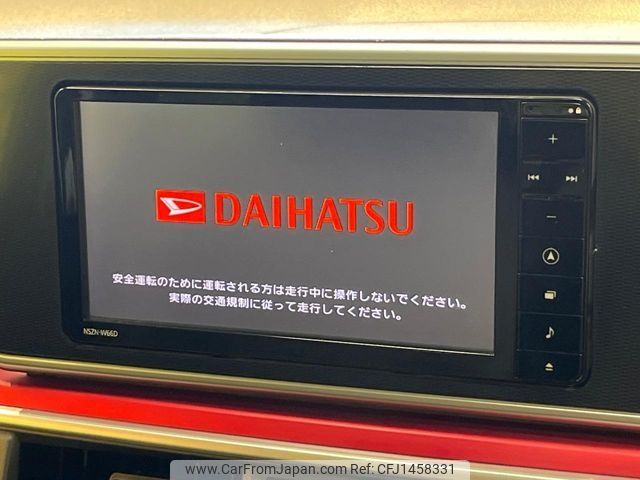 DAIHATSU
安全運転のために運転される方は走行中に操作しないでください。
実際の交通規制に従って走行してください。
NSZN-W66D
www.CarFromJapan.com - CFJ1458331